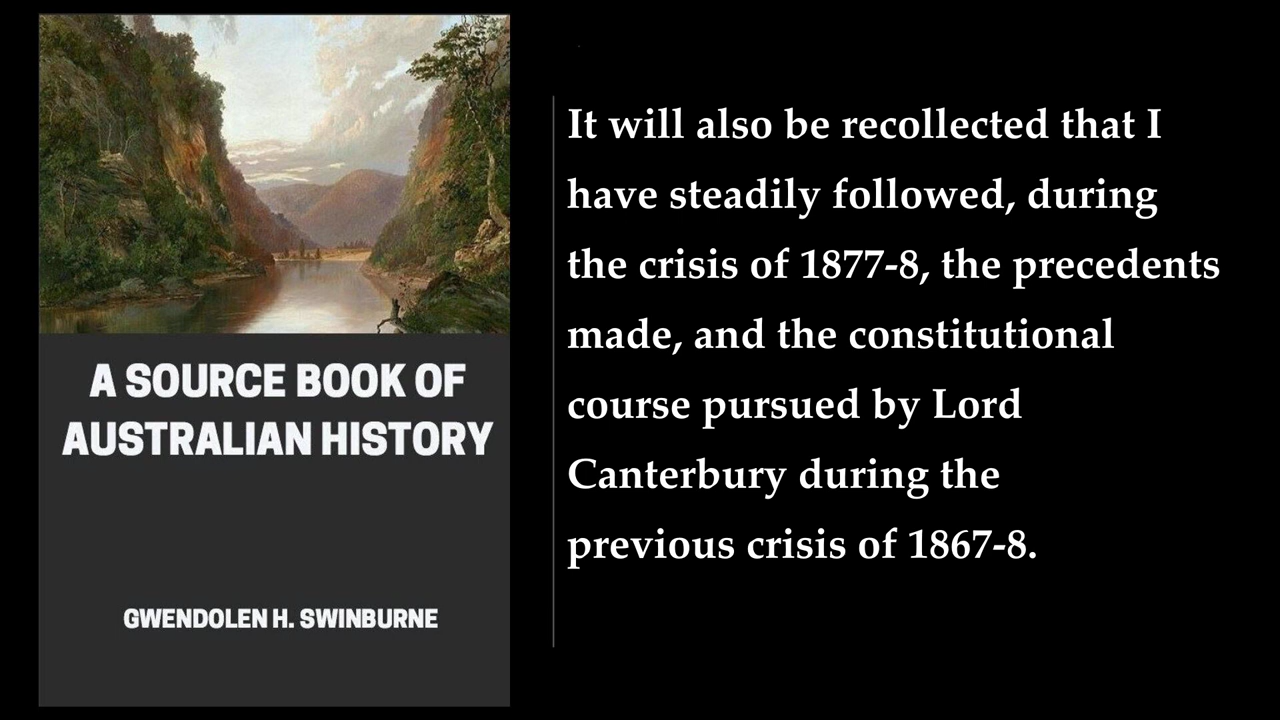 A SOURCE BOOK OF
AUSTRALIAN HISTORY
GWENDOLEN H. SWINBURNE
It will also be recollected that I
have steadily followed, during
the crisis of 1877-8, the precedents
made, and the constitutional
course pursued by Lord
Canterbury during the
previous crisis of 1867-8.